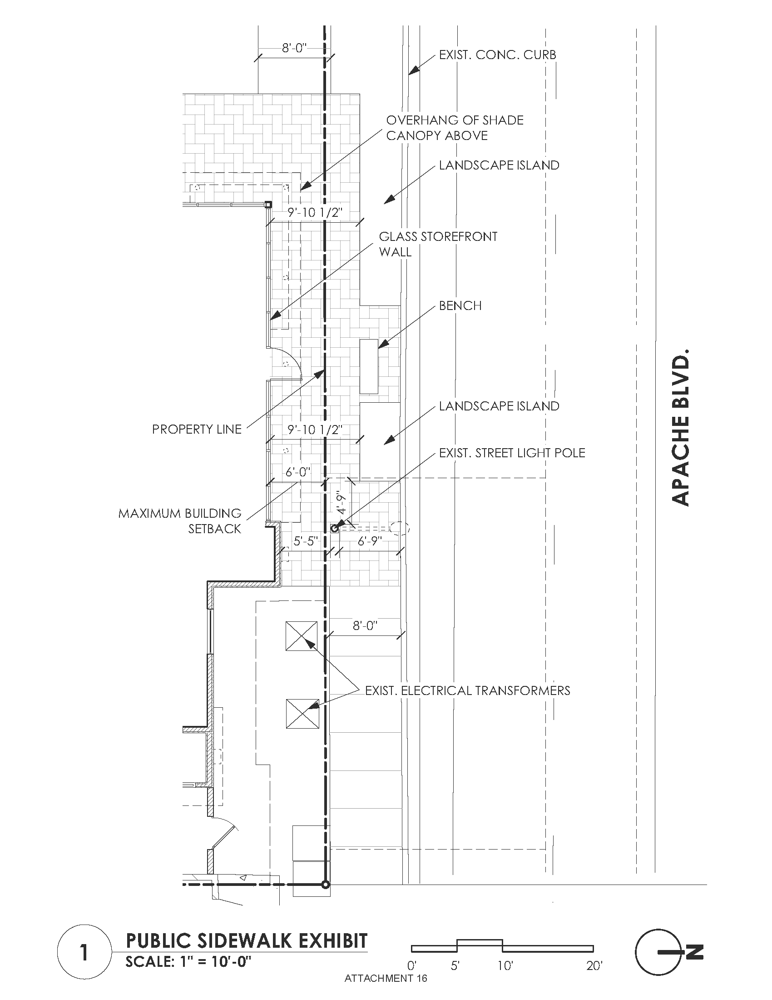 8'-0"
EXIST. CONC. CURB
OVERHANG OF SHADE
CANOPY ABOVE
LANDSCAPE ISLAND
9'-10 1/2"
GLASS STOREFRONT
WALL
BENCH
APACHE BLVD.
LANDSCAPE ISLAND
PROPERTY LINE
9'-10 1/2"
EXIST. STREET LIGHT POLE
6'-0"
4'-9"
MAXIMUM BUILDING
SETBACK
5'-5"
6'-9"
8'-0"
EXIST. ELECTRICAL TRANSFORMERS
1
PUBLIC SIDEWALK EXHIBIT
SCALE: 1" = 10'-0"
0'
5'
10'
20'
N
ATTACHMENT 16